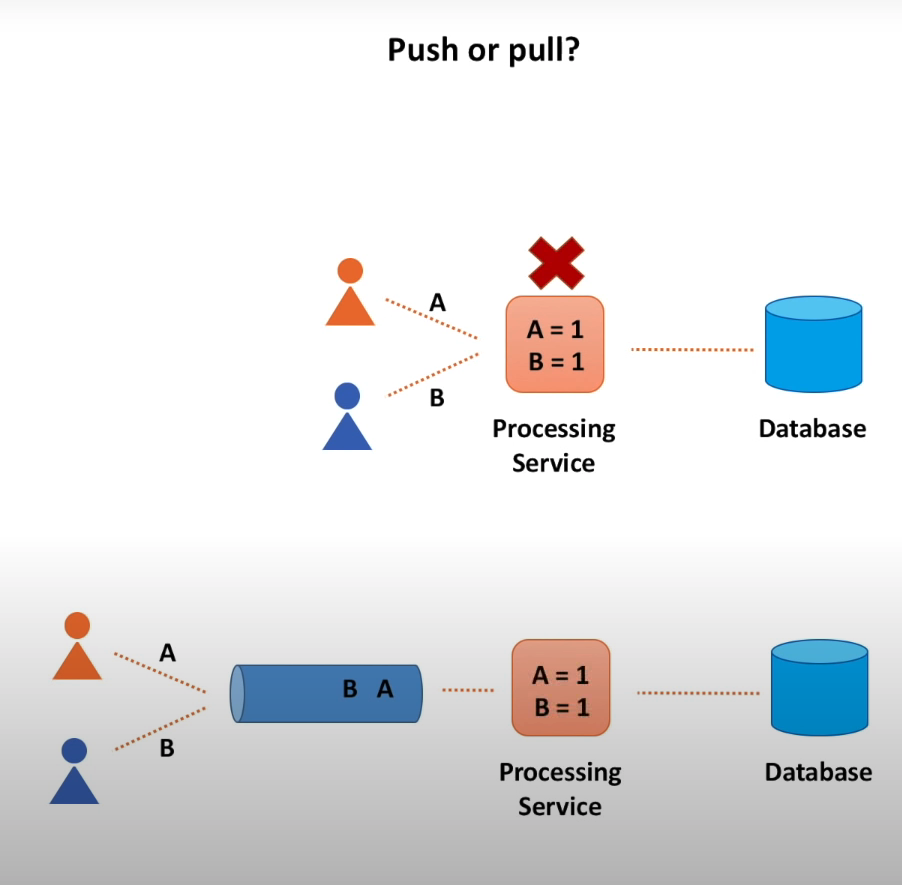 Push or pull?
A
A = 1
B = 1
B
Processing
Service
Database
A
B A
A = 1
B = 1
B
Processing
Service
Database